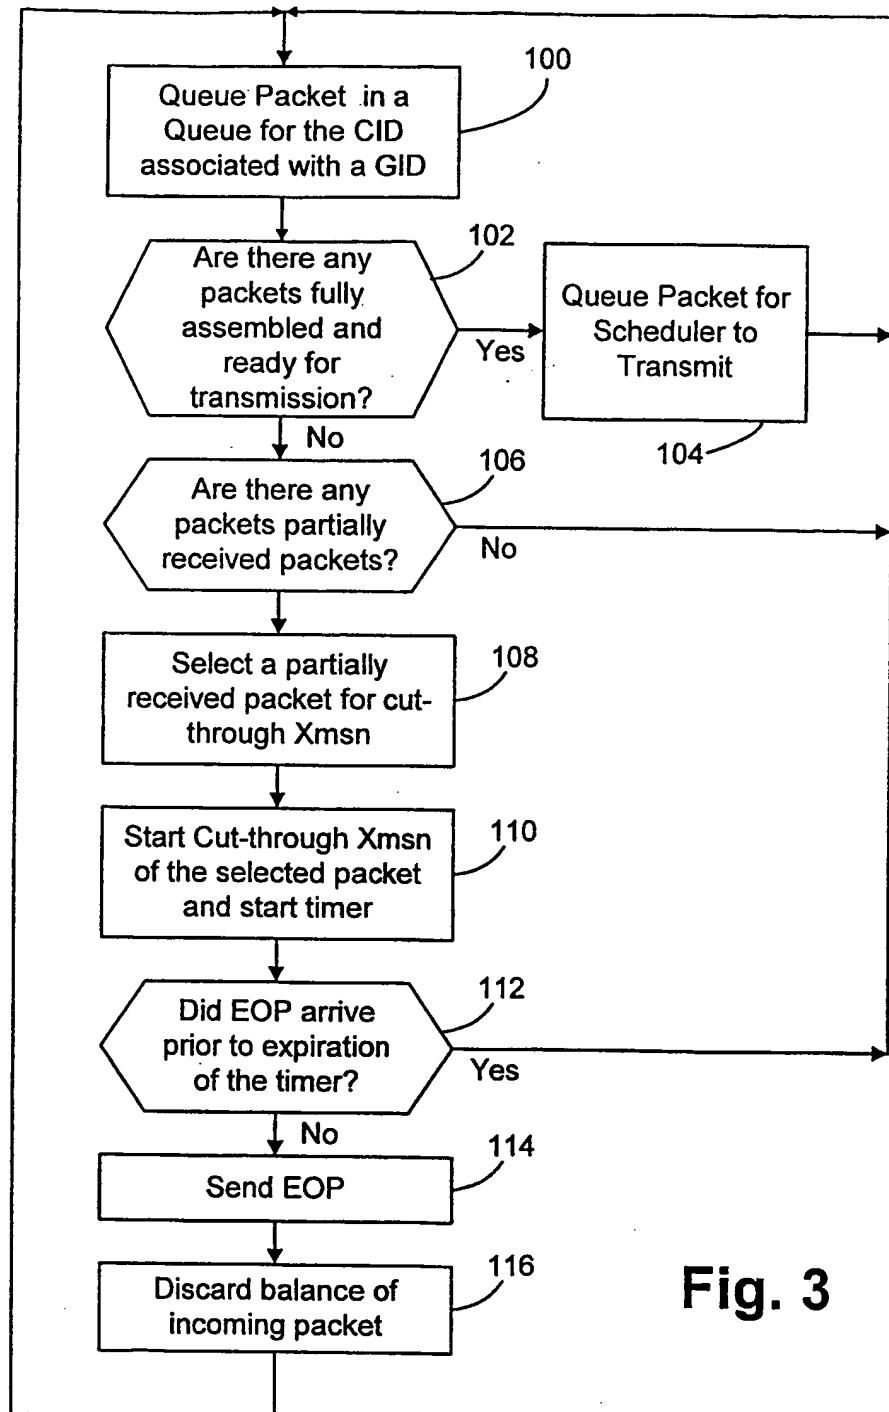 100
Queue Packet in a
Queue for the CID
associated with a GID
102
Are there any
packets fully
assembled and
ready for
transmission?
Yes
Queue Packet for
Scheduler to
Transmit
104
No
106
Are there any
packets partially
received packets?
No
108
Select a partially
received packet for cut-
through Xmsn
110
Start Cut-through Xmsn
of the selected packet
and start timer
112
Did EOP arrive
prior to expiration
of the timer?
Yes
No
114
Send EOP
116
Discard balance of
incoming packet
Fig. 3